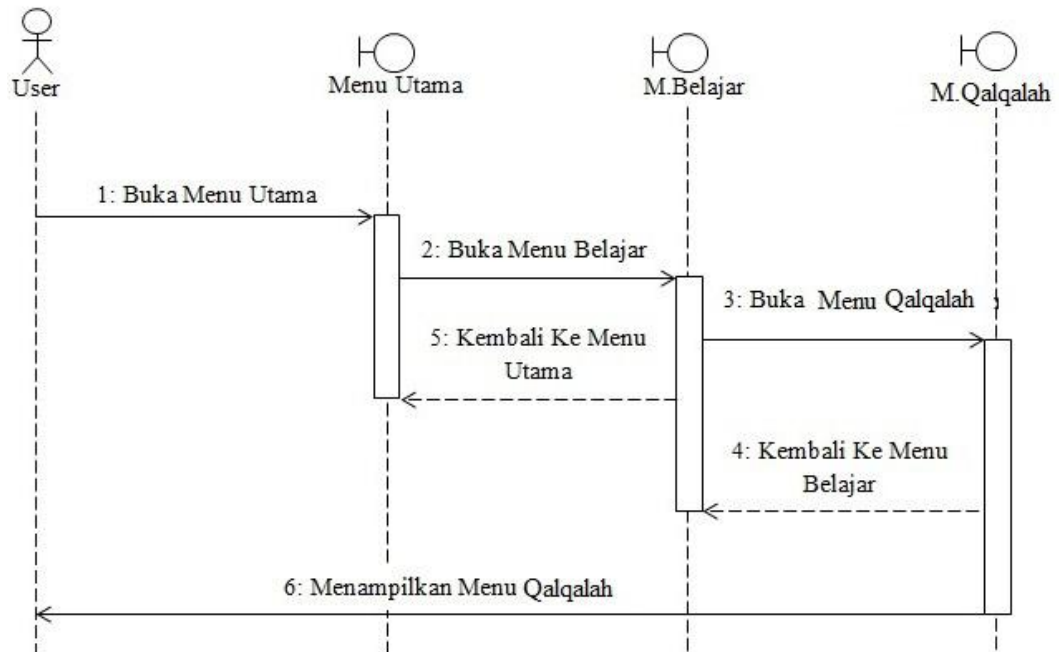 User
Menu Utama
M.Belajar
M.Qalqalah
1: Buka Menu Utama
2: Buka Menu Belajar
3: Buka Menu Qalqalah
5: Kembali Ke Menu
Utama
4: Kembali Ke Menu
Belajar
6: Menampilkan Menu Qalqalah